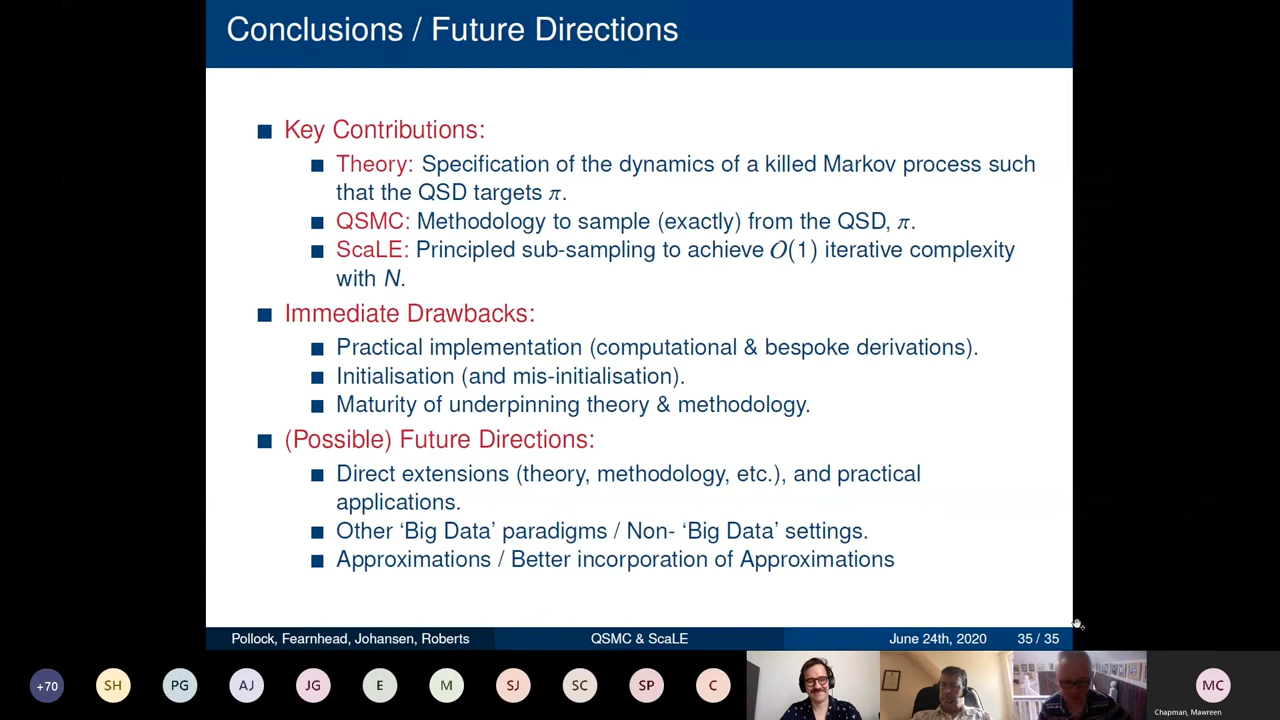 Conclusions / Future Directions
Key Contributions:
Theory: Specification of the dynamics of a killed Markov process such
that the QSD targets π.
QSMC: Methodology to sample (exactly) from the QSD, π.
ScaLE: Principled sub-sampling to achieve O(1) iterative complexity
with N.
Immediate Drawbacks:
Practical implementation (computational & bespoke derivations).
Initialisation (and mis-initialisation).
Maturity of underpinning theory & methodology.
(Possible) Future Directions:
Direct extensions (theory, methodology, etc.), and practical
applications.
Other ‘Big Data’ paradigms / Non- ‘Big Data’ settings.
Approximations / Better incorporation of Approximations
Pollock, Fearnhead, Johansen, Roberts QSMC & ScaLE June 24th, 2020 35 / 35
+70 SH PG AJ JG E M SJ SC SP C MC
Chapman, Mawreen